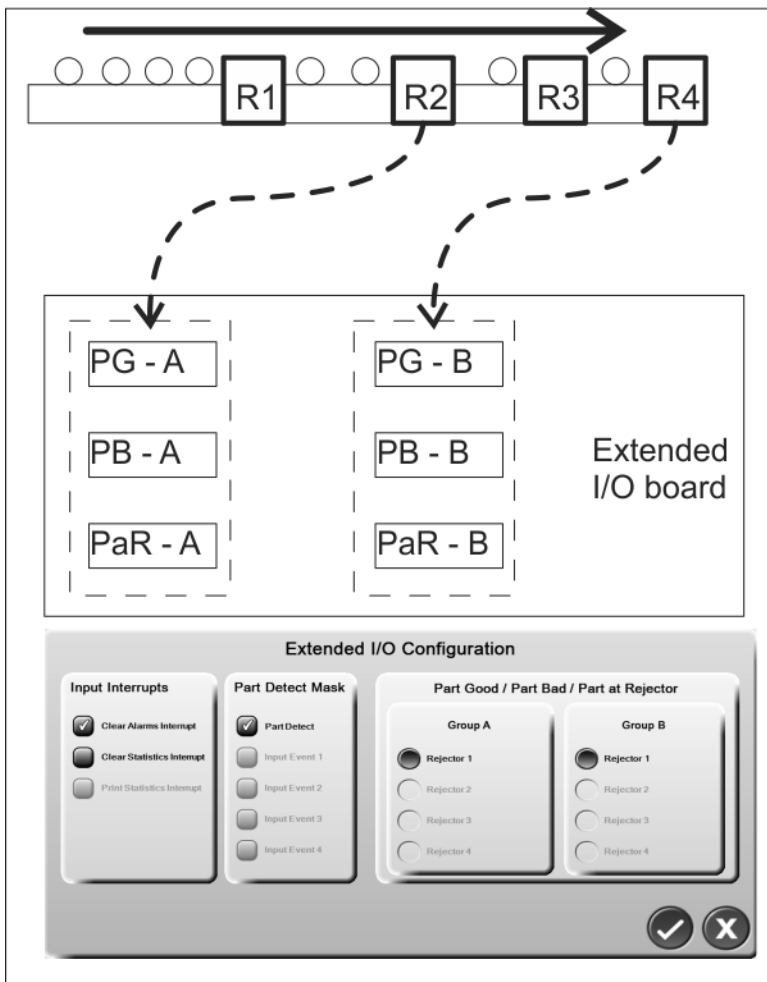 R1 R2 R3 R4
PG - A
PB - A
PaR - A
PG - B
PB - B
PaR - B
Extended
I/O board
Extended I/O Configuration
Input Interrupts
Clear Alarms Interrupt
Clear Statistics Interrupt
Print Statistics Interrupt
Part Detect Mask
Part Detect
Input Event 1
Input Event 2
Input Event 3
Input Event 4
Part Good / Part Bad / Part at Rejector
Group A
Rejector 1
Rejector 2
Rejector 3
Rejector 4
Group B
Rejector 1
Rejector 2
Rejector 3
Rejector 4